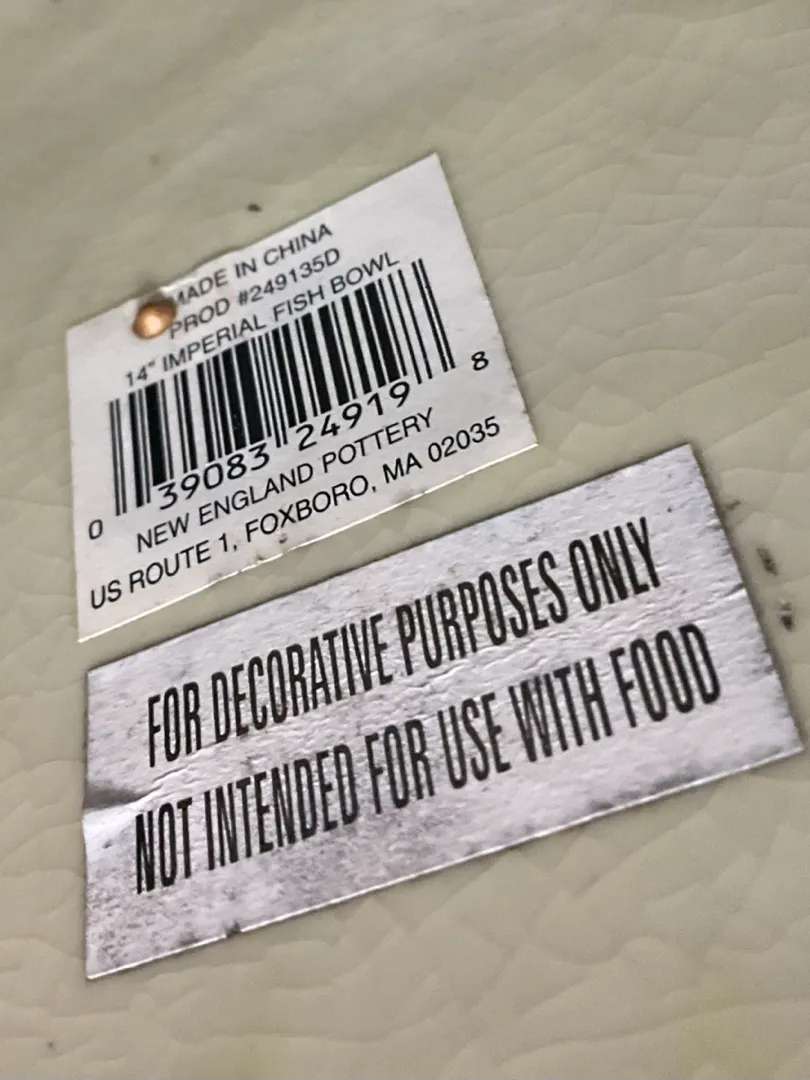 MADE IN CHINA
PROD #249135D
14" IMPERIAL FISH BOWL
0 39083 24919 8
NEW ENGLAND POTTERY
US ROUTE 1, FOXBORO, MA 02035
FOR DECORATIVE PURPOSES ONLY
NOT INTENDED FOR USE WITH FOOD